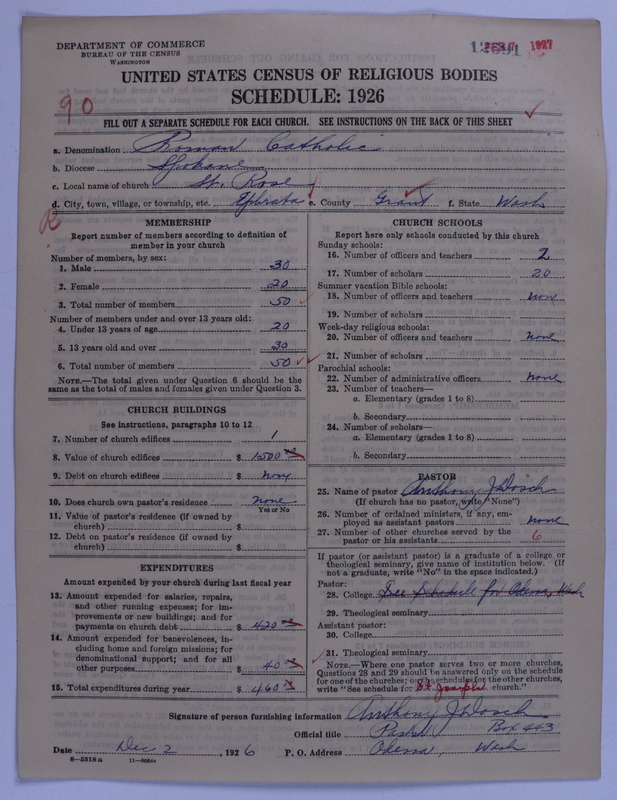 DEPARTMENT OF COMMERCE
BUREAU OF THE CENSUS
WASHINGTON
1927
UNITED STATES CENSUS OF RELIGIOUS BODIES
SCHEDULE: 1926
90
FILL OUT A SEPARATE SCHEDULE FOR EACH CHURCH. SEE INSTRUCTIONS ON THE BACK OF THIS SHEET
a. Denomination Roman Catholic
b. Diocese Spokane
c. Local name of church St. Rose
d. City, town, village, or township, etc. Ephrata e. County Grant f. State Wash
MEMBERSHIP
Report number of members according to definition of
member in your church
Number of members, by sex:
1. Male 30
2. Female 20
3. Total number of members 50
Number of members under and over 13 years old:
4. Under 13 years of age 20
5. 13 years old and over 30
6. Total number of members 50
NOTE.—The total given under Question 6 should be
same as the total of males and females given under Question 3.
CHURCH BUILDINGS
See instructions, paragraphs 10 to 12
7. Number of church edifices 1
8. Value of church edifices $ 1500
9. Debt on church edifices $ none
10. Does church own pastor's residence none
Yes or No
11. Value of pastor's residence (if owned by
church) $
12. Debt on pastor's residence (if owned by
church) $
EXPENDITURES
Amount expended by your church during last fiscal year
13. Amount expended for salaries, repairs,
and other running expenses; for im-
provements or new buildings; and for
payments on church debt $ 420
14. Amount expended for benevolences, in-
cluding home and foreign missions; for
denominational support; and for all
other purposes $ 40
15. Total expenditures during year $ 460
CHURCH SCHOOLS
Report here only schools conducted by this church
Sunday schools:
16. Number of officers and teachers 2
17. Number of scholars 20
Summer vacation Bible schools:
18. Number of officers and teachers none
19. Number of scholars
Week-day religious schools:
20. Number of officers and teachers none
21. Number of scholars
Parochial schools:
22. Number of administrative officers none
23. Number of teachers—
a. Elementary (grades 1 to 8)
b. Secondary
24. Number of scholars—
a. Elementary (grades 1 to 8)
b. Secondary
PASTOR
25. Name of pastor Anthony J Dosch
(If church has no pastor, write "None")
26. Number of ordained ministers, if any, em-
ployed as assistant pastors none
27. Number of other churches served by the
pastor or his assistants 6
If pastor (or assistant pastor) is a graduate of a college or
theological seminary, give name of institution below. (If
not a graduate, write "No" in the space indicated.)
Pastor:
28. College See Schedule for Odessa, Wash
29. Theological seminary
Assistant pastor:
30. College
31. Theological seminary
NOTE.—Where one pastor serves two or more churches,
Questions 28 and 29 should be answered only on the schedule
for one of the churches; on the schedules for the other churches,
write "See schedule for St Joseph church."
Signature of person furnishing information Anthony J Dosch
Official title Pastor Box 443
Date Dec 2, 1926 P. O. Address Odessa, Wash
8—5518a 11—